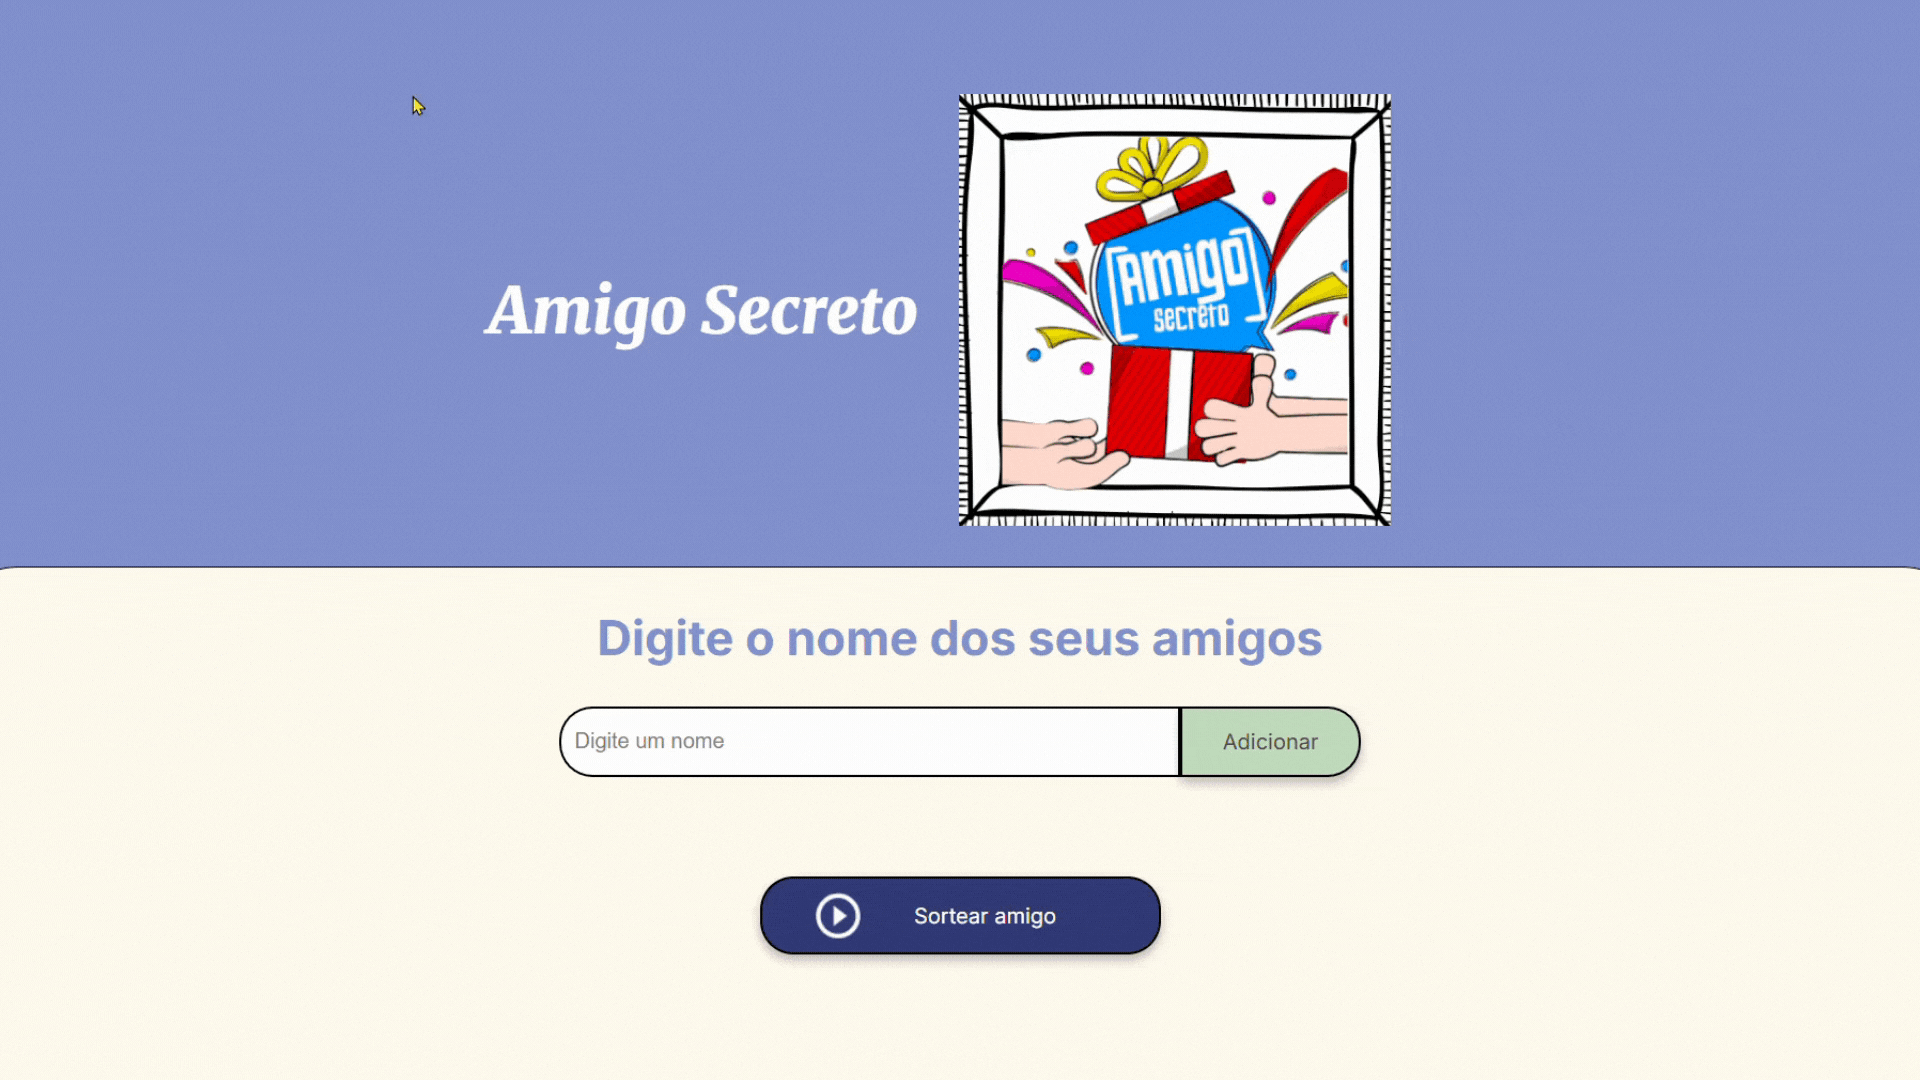 Amigo Secreto
Amigo
secreto
Digite o nome dos seus amigos
Digite um nome
Adicionar
Sortear amigo